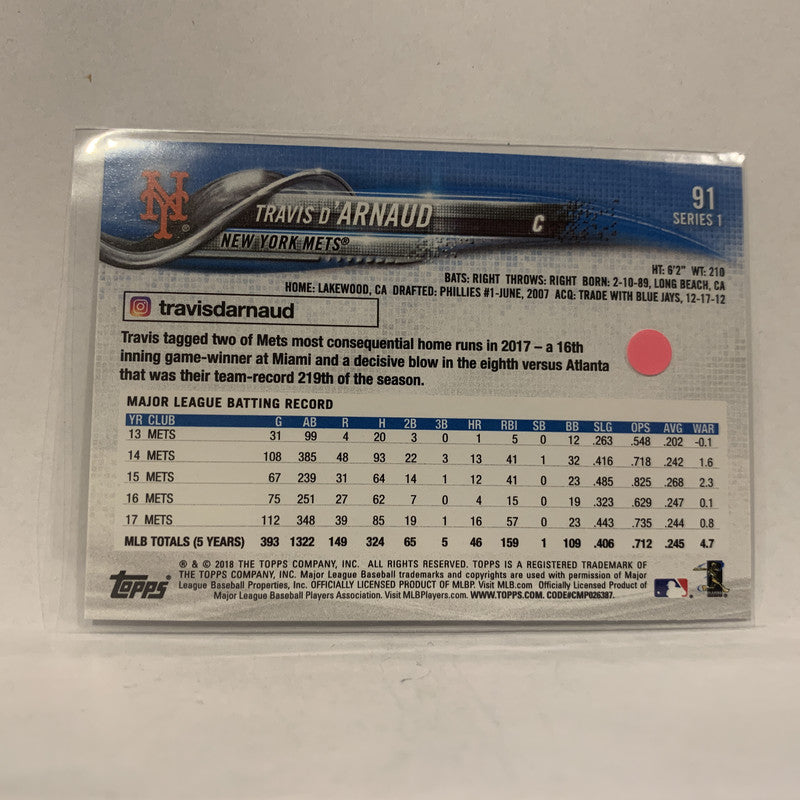 NY
TRAVIS D'ARNAUD
C
NEW YORK METS®
91
SERIES 1
HT: 6'2" WT: 210
BATS: RIGHT THROWS: RIGHT BORN: 2-10-89, LONG BEACH, CA
HOME: LAKEWOOD, CA DRAFTED: PHILLIES #1-JUNE, 2007 ACQ: TRADE WITH BLUE JAYS, 12-17-12
travisdarnaud
Travis tagged two of Mets most consequential home runs in 2017 – a 16th
inning game-winner at Miami and a decisive blow in the eighth versus Atlanta
that was their team-record 219th of the season.
MAJOR LEAGUE BATTING RECORD
YR CLUB G AB R H 2B 3B HR RBI SB BB SLG OPS AVG WAR
13 METS 31 99 4 20 3 0 1 5 0 12 .263 .548 .202 -0.1
14 METS 108 385 48 93 22 3 13 41 1 32 .416 .718 .242 1.6
15 METS 67 239 31 64 14 1 12 41 0 23 .485 .825 .268 2.3
16 METS 75 251 27 62 7 0 4 15 0 19 .323 .629 .247 0.1
17 METS 112 348 39 85 19 1 16 57 0 23 .443 .735 .244 0.8
MLB TOTALS (5 YEARS) 393 1322 149 324 65 5 46 159 1 109 .406 .712 .245 4.7
Topps®
® & © 2018 THE TOPPS COMPANY, INC. ALL RIGHTS RESERVED. TOPPS IS A REGISTERED TRADEMARK OF
THE TOPPS COMPANY, INC. Major League Baseball trademarks and copyrights are used with permission of Major
League Baseball Properties, Inc. OFFICIALLY LICENSED PRODUCT OF MLBP. Visit MLB.com Officially Licensed Product of
Major League Baseball Players Association. Visit MLBPlayers.com. WWW.TOPPS.COM. CODE#CMP026387.